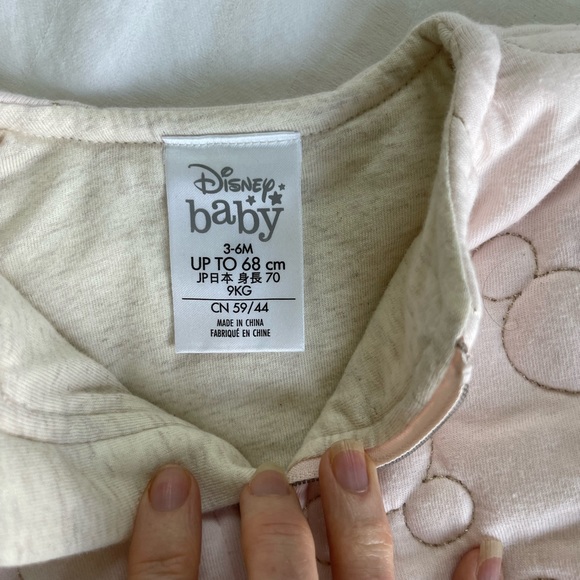 Disney
baby
3-6M
UP TO 68 cm
JP日本 身長 70
9KG
CN 59/44
MADE IN CHINA
FABRIQUÉ EN CHINE